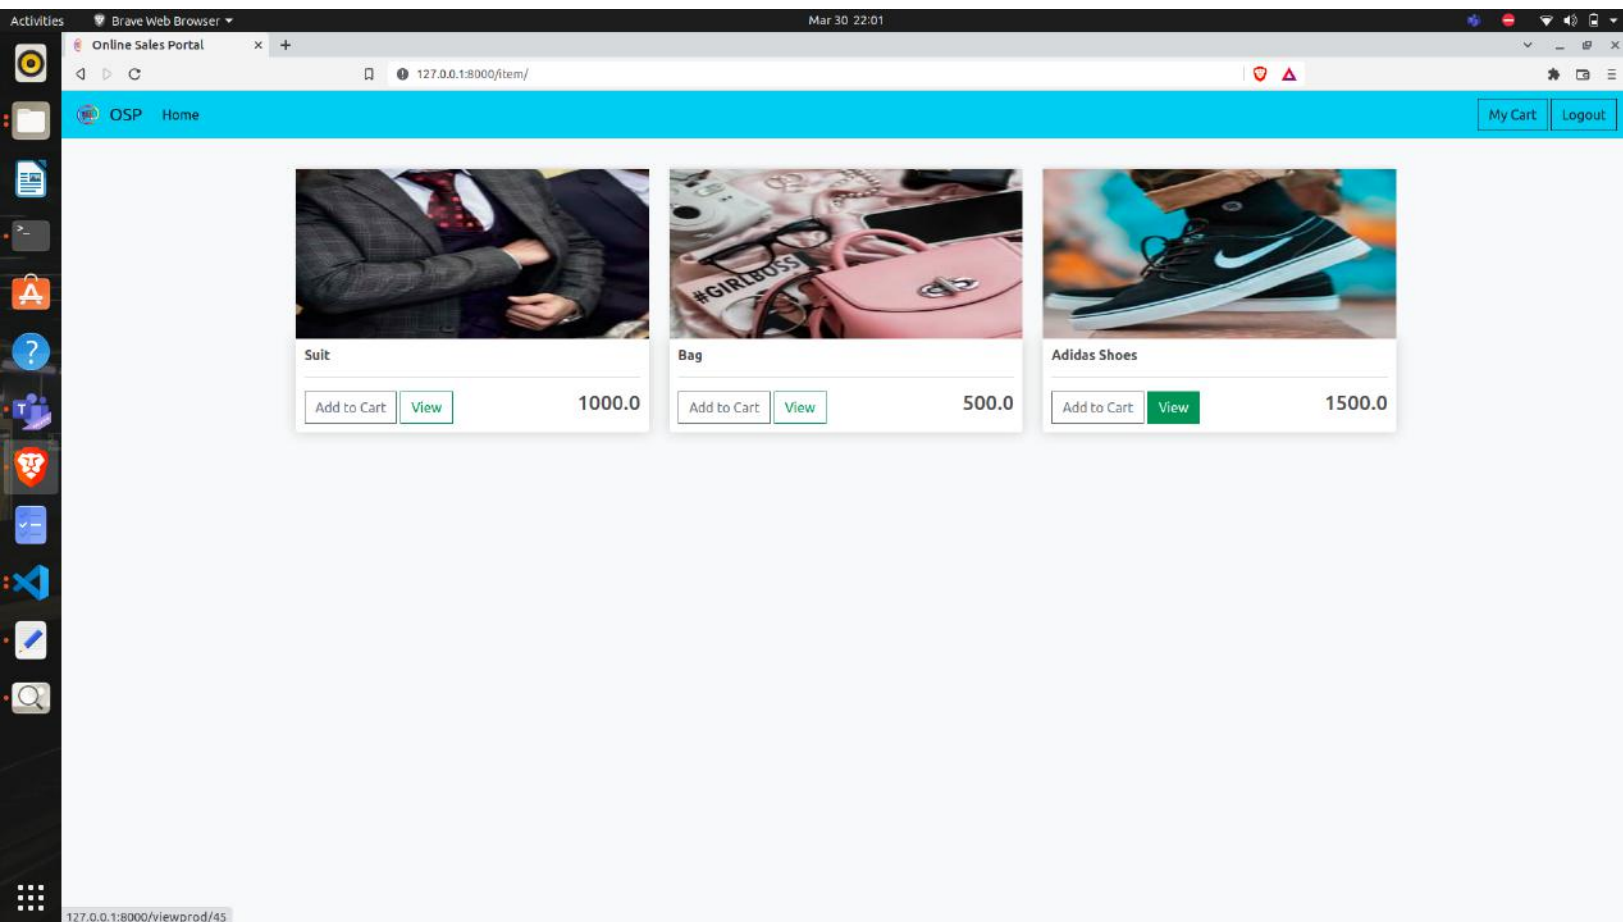 Activities Brave Web Browser Mar 30 22:01
Online Sales Portal
127.0.0.1:8000/item/
OSP Home My Cart Logout
#GIRLBOSS
Suit
Add to Cart View 1000.0
Bag
Add to Cart View 500.0
Adidas Shoes
Add to Cart View 1500.0
127.0.0.1:8000/viewprod/45